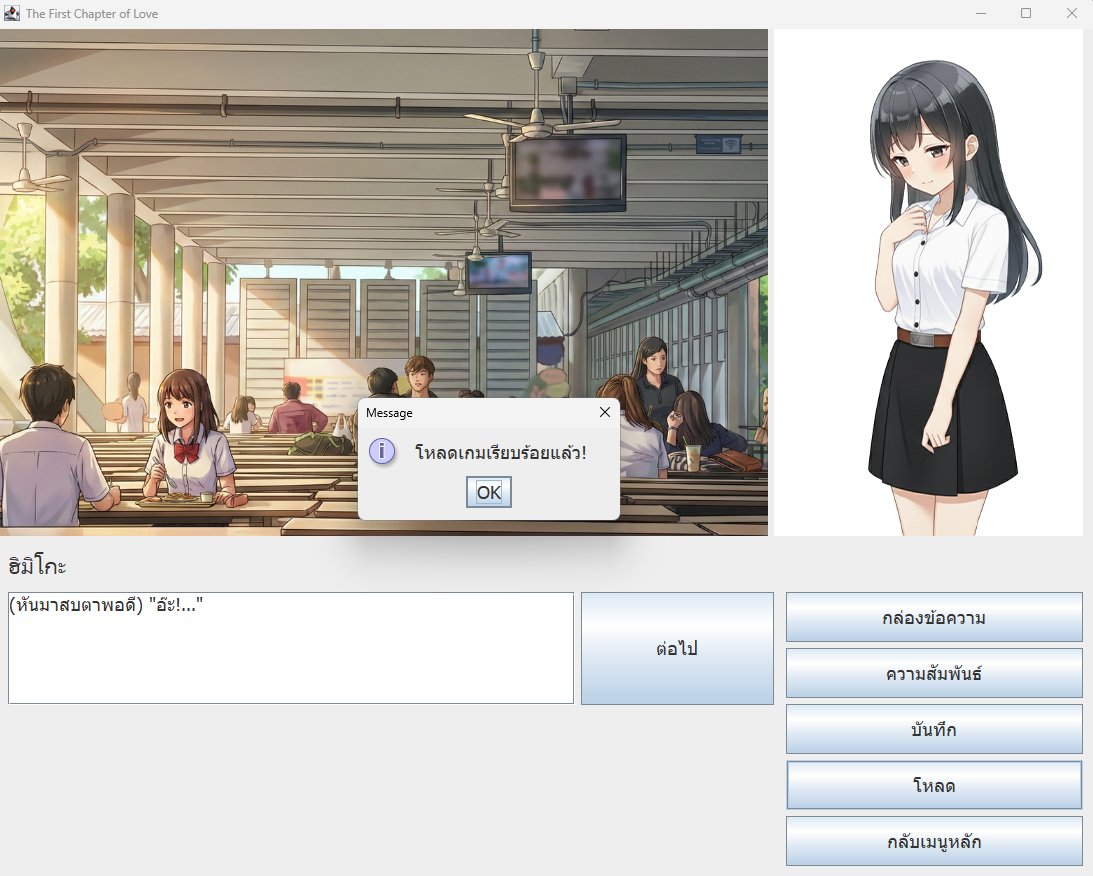 The First Chapter of Love
Message
โหลดเกมเรียบร้อยแล้ว!
OK
ฮิมิโกะ
(หันมาสบตาพอดี) "อ๊ะ!..."
ต่อไป
กล่องข้อความ
ความสัมพันธ์
บันทึก
โหลด
กลับเมนูหลัก